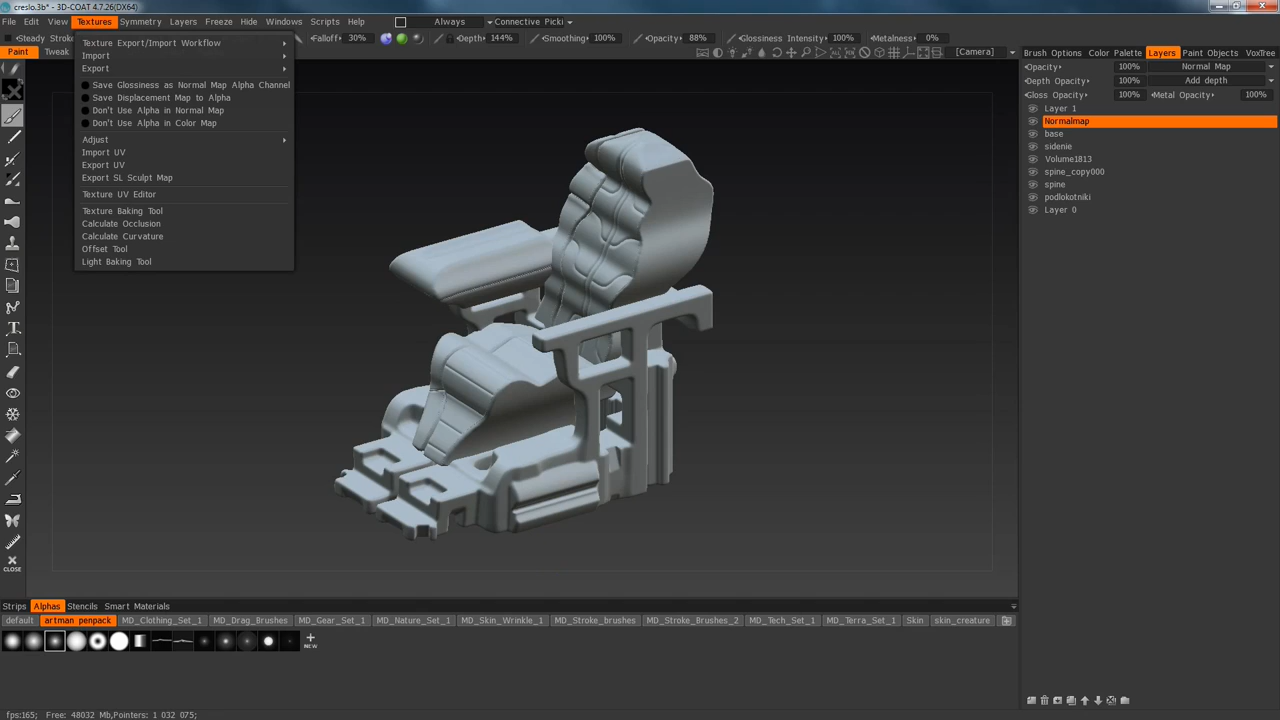 creslo.3b* - 3D-COAT 4.7.26(DX64)
File Edit View Textures Symmetry Layers Freeze Hide Windows Scripts Help Always Connective Picki
Steady Stroke Falloff 30% Depth: 144% Smoothing: 100% Opacity: 88% Glossiness Intensity: 100% Metalness: 0%
Paint Tweak [Camera] Brush Options Color Palette Layers Paint Objects VoxTree
Opacity: 100% Normal Map
Depth Opacity: 100% Add depth
Gloss Opacity: 100% Metal Opacity: 100%
Layer 1
Normalmap
base
sidenie
Volume1813
spine_copy000
spine
podlokotniki
Layer 0
Texture Export/Import Workflow
Import
Export
Save Glossiness as Normal Map Alpha Channel
Save Displacement Map to Alpha
Don't Use Alpha in Normal Map
Don't Use Alpha in Color Map
Adjust
Import UV
Export UV
Export SL Sculpt Map
Texture UV Editor
Texture Baking Tool
Calculate Occlusion
Calculate Curvature
Offset Tool
Light Baking Tool
CLOSE
Strips Alphas Stencils Smart Materials
default artman penpack MD_Clothing_Set_1 MD_Drag_Brushes MD_Gear_Set_1 MD_Nature_Set_1 MD_Skin_Wrinkle_1 MD_Stroke_brushes MD_Stroke_Brushes_2 MD_Tech_Set_1 MD_Terra_Set_1 Skin skin_creature
NEW
fps:165; Free: 48032 Mb,Pointers: 1 032 075;